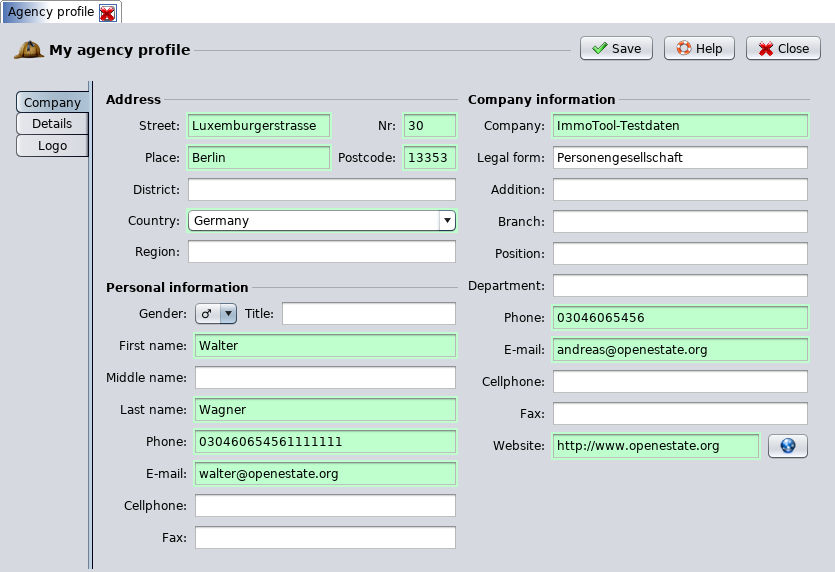 Agency profile
My agency profile
Save
Help
Close
Company
Details
Logo
Address
Street: Luxemburgerstrasse Nr: 30
Place: Berlin Postcode: 13353
District:
Country: Germany
Region:
Personal information
Gender: ♂ Title:
First name: Walter
Middle name:
Last name: Wagner
Phone: 030460654561111111
E-mail: walter@openestate.org
Cellphone:
Fax:
Company information
Company: ImmoTool-Testdaten
Legal form: Personengesellschaft
Addition:
Branch:
Position:
Department:
Phone: 03046065456
E-mail: andreas@openestate.org
Cellphone:
Fax:
Website: http://www.openestate.org